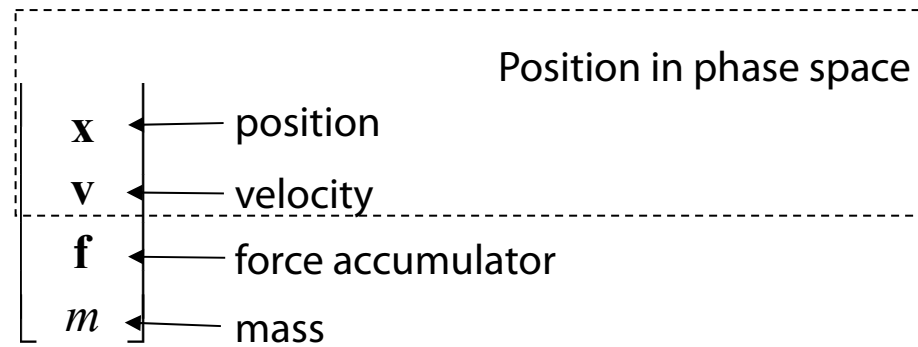 Position in phase space
x position
v velocity
f force accumulator
m mass